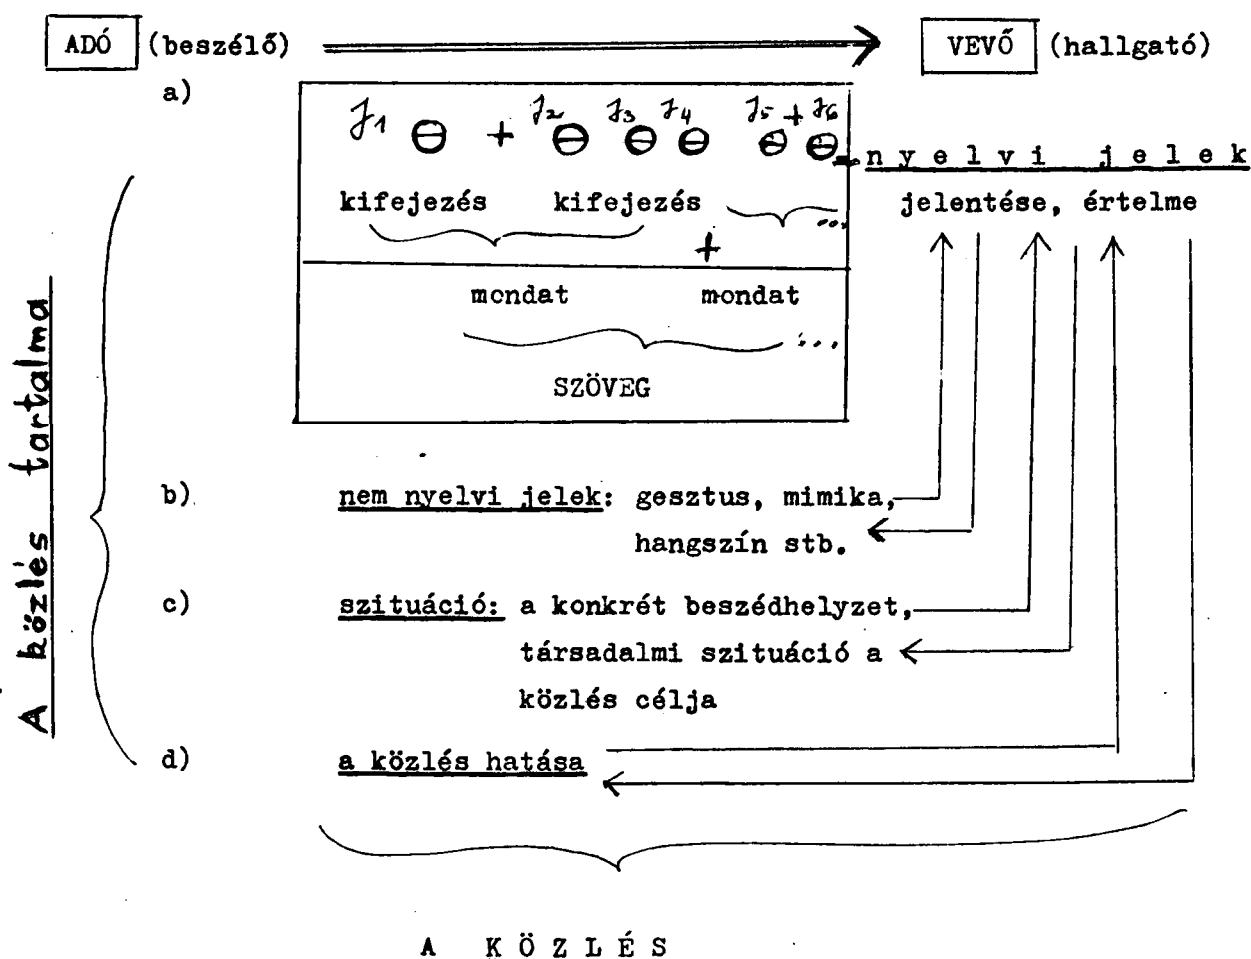 ADÓ (beszélő) VEVŐ (hallgató)
a)
J1 + J2 J3 J4 J5 + J6
nyelvi jelek
kifejezés kifejezés ... jelentése, értelme
+
mondat mondat
...
SZÖVEG
A közlés tartalma
b) nem nyelvi jelek: gesztus, mimika,
hangszín stb.
c) szituáció: a konkrét beszédhelyzet,
társadalmi szituáció a
közlés célja
d) a közlés hatása
A KÖZLÉS